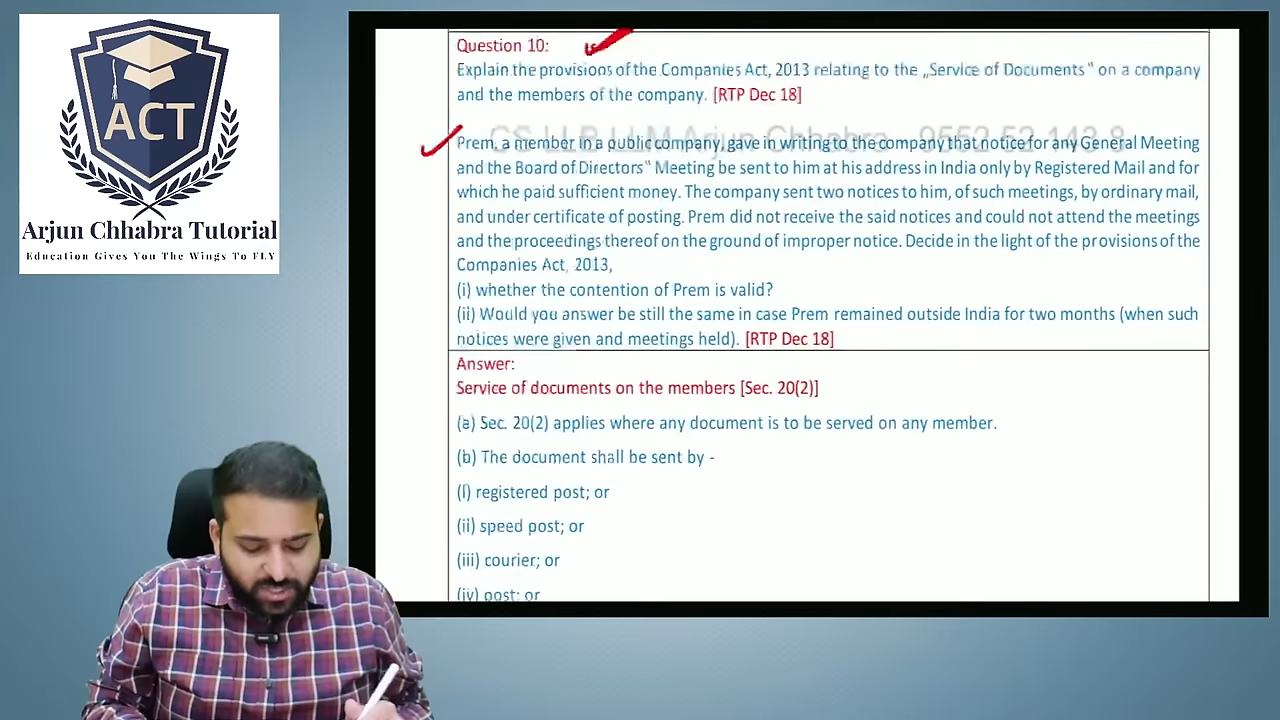 ACT
Arjun Chhabra Tutorial
Education Gives You The Wings To FLY
Question 10:
Explain the provisions of the Companies Act, 2013 relating to the „Service of Documents" on a company
and the members of the company. [RTP Dec 18]
CS LLB LLM Arjun Chhabra - 9552 52 143 8
Prem, a member in a public company, gave in writing to the company that notice for any General Meeting
and the Board of Directors" Meeting be sent to him at his address in India only by Registered Mail and for
which he paid sufficient money. The company sent two notices to him, of such meetings, by ordinary mail,
and under certificate of posting. Prem did not receive the said notices and could not attend the meetings
and the proceedings thereof on the ground of improper notice. Decide in the light of the provisions of the
Companies Act, 2013,
(i) whether the contention of Prem is valid?
(ii) Would you answer be still the same in case Prem remained outside India for two months (when such
notices were given and meetings held). [RTP Dec 18]
Answer:
Service of documents on the members [Sec. 20(2)]
(a) Sec. 20(2) applies where any document is to be served on any member.
(b) The document shall be sent by -
(i) registered post; or
(ii) speed post; or
(iii) courier; or
(iv) post; or